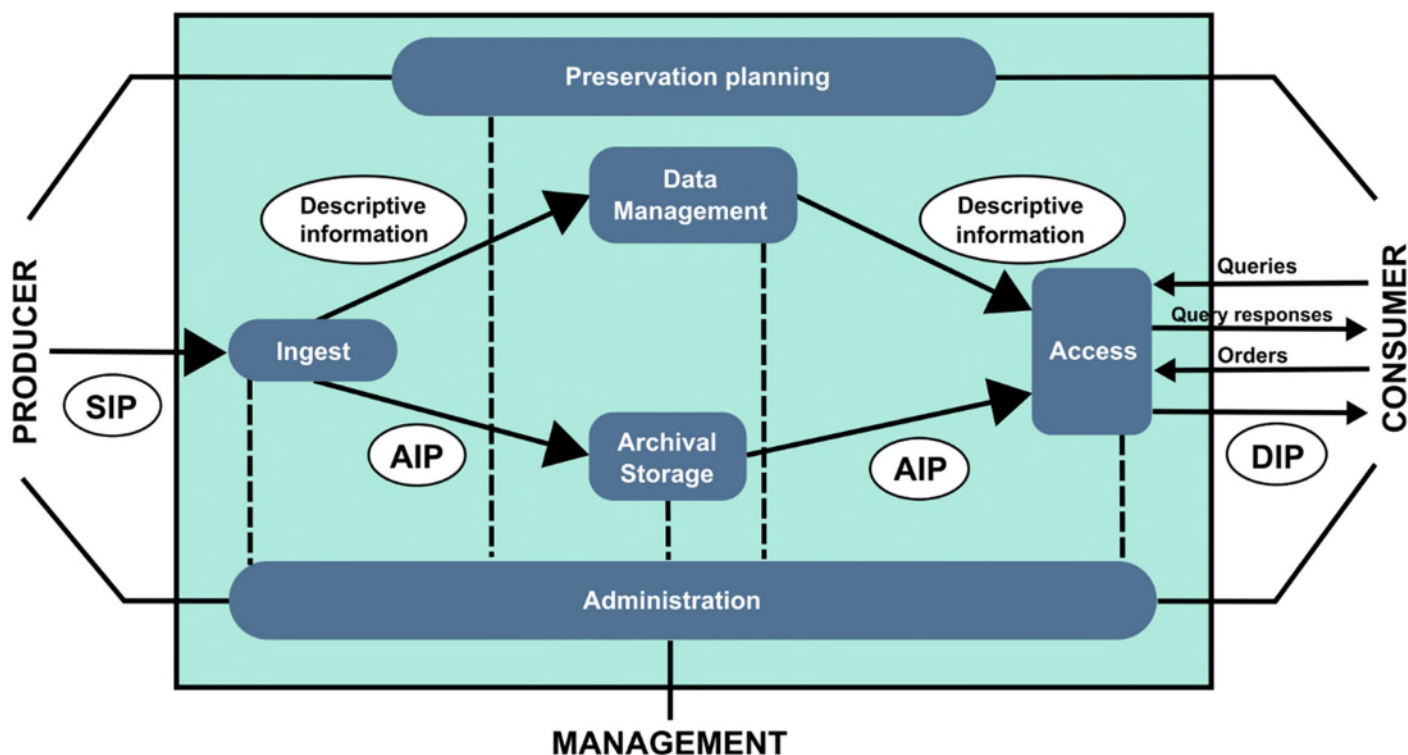 Preservation planning
Data
Management
Descriptive
information
Descriptive
information
Queries
Query responses
Orders
PRODUCER
SIP
Ingest
Access
CONSUMER
AIP
Archival
Storage
AIP
DIP
Administration
MANAGEMENT